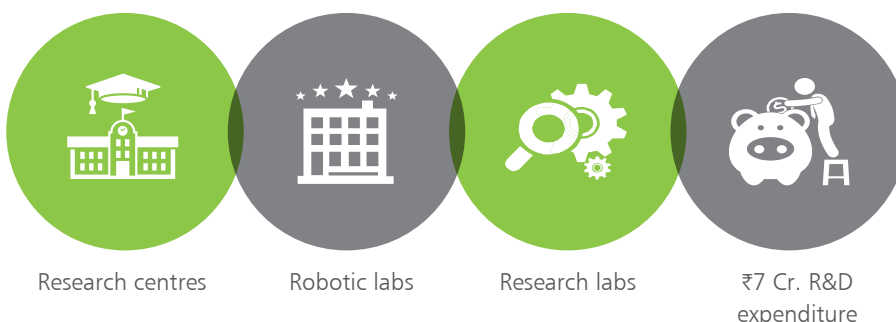 Research centres
Robotic labs
Research labs
₹7 Cr. R&D
expenditure